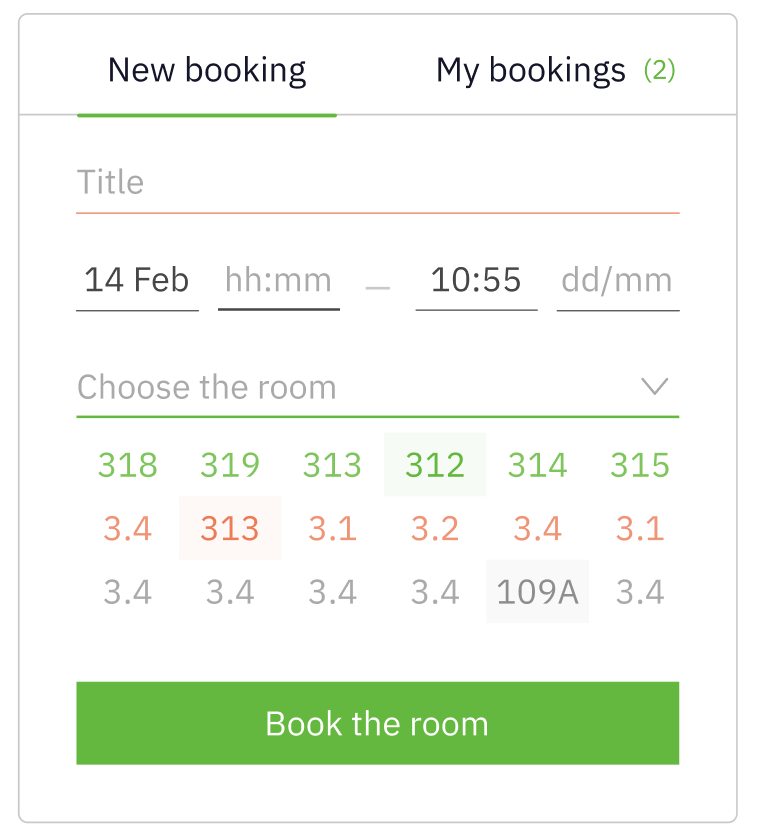 New booking My bookings (2)
Title
14 Feb hh:mm – 10:55 dd/mm
Choose the room
318 319 313 312 314 315
3.4 313 3.1 3.2 3.4 3.1
3.4 3.4 3.4 3.4 109A 3.4
Book the room